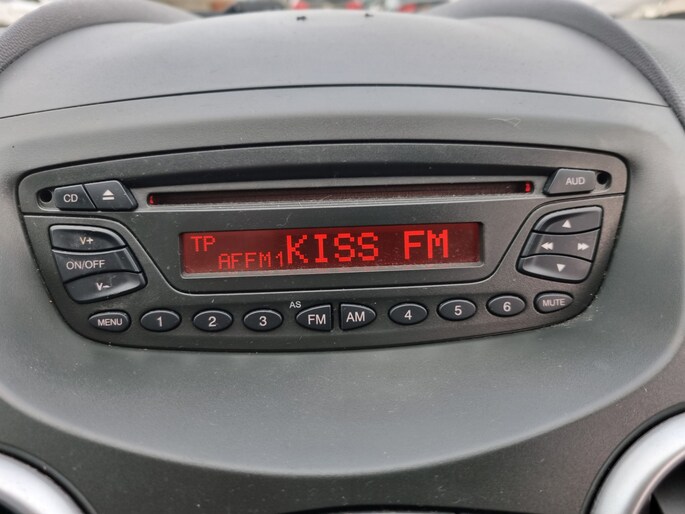 CD
AUD
TP
AFFM1 KISS FM
V+
ON/OFF
V-
MENU
1
2
3
AS
FM
AM
4
5
6
MUTE